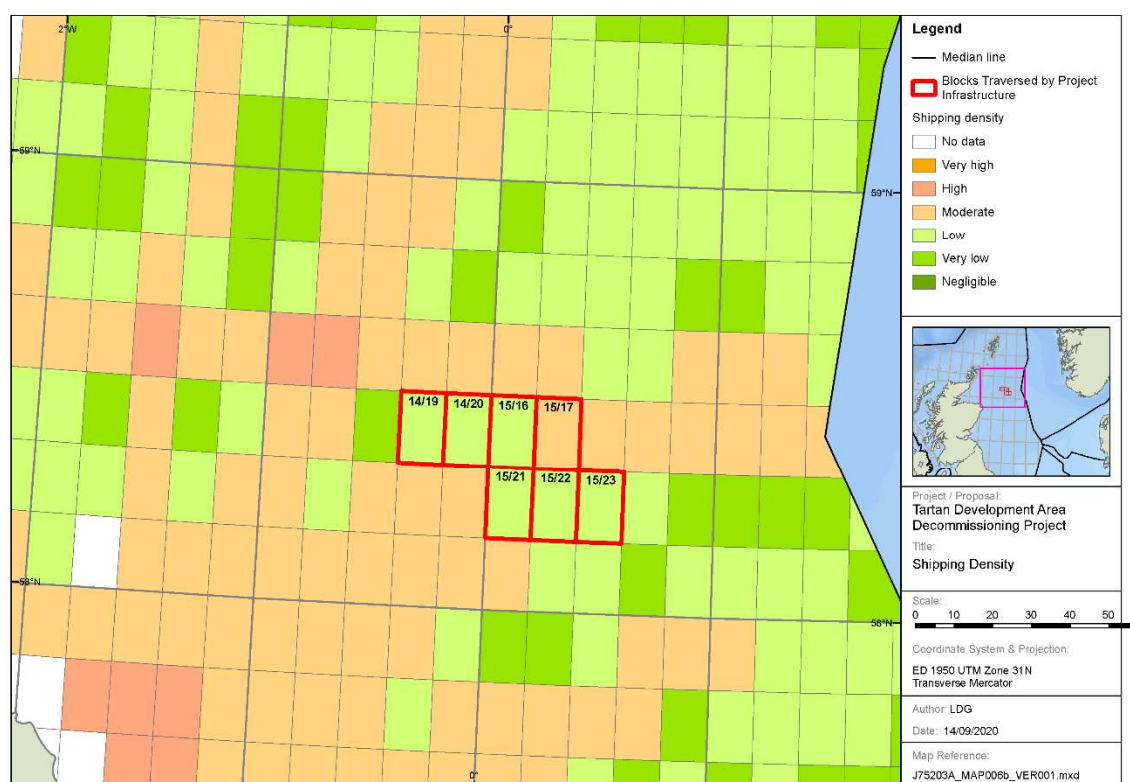 2°W
0°
59°N
59°N
14/19
14/20
15/16
15/17
15/21
15/22
15/23
58°N
58°N
0°
Legend
Median line
Blocks Traversed by Project
Infrastructure
Shipping density
No data
Very high
High
Moderate
Low
Very low
Negligible
Project / Proposal:
Tartan Development Area
Decommissioning Project
Title:
Shipping Density
Scale:
0 10 20 30 40 50
Coordinate System & Projection:
ED 1950 UTM Zone 31N
Transverse Mercator
Author: LDG
Date: 14/09/2020
Map Reference:
J75203A_MAP006b_VER001.mxd